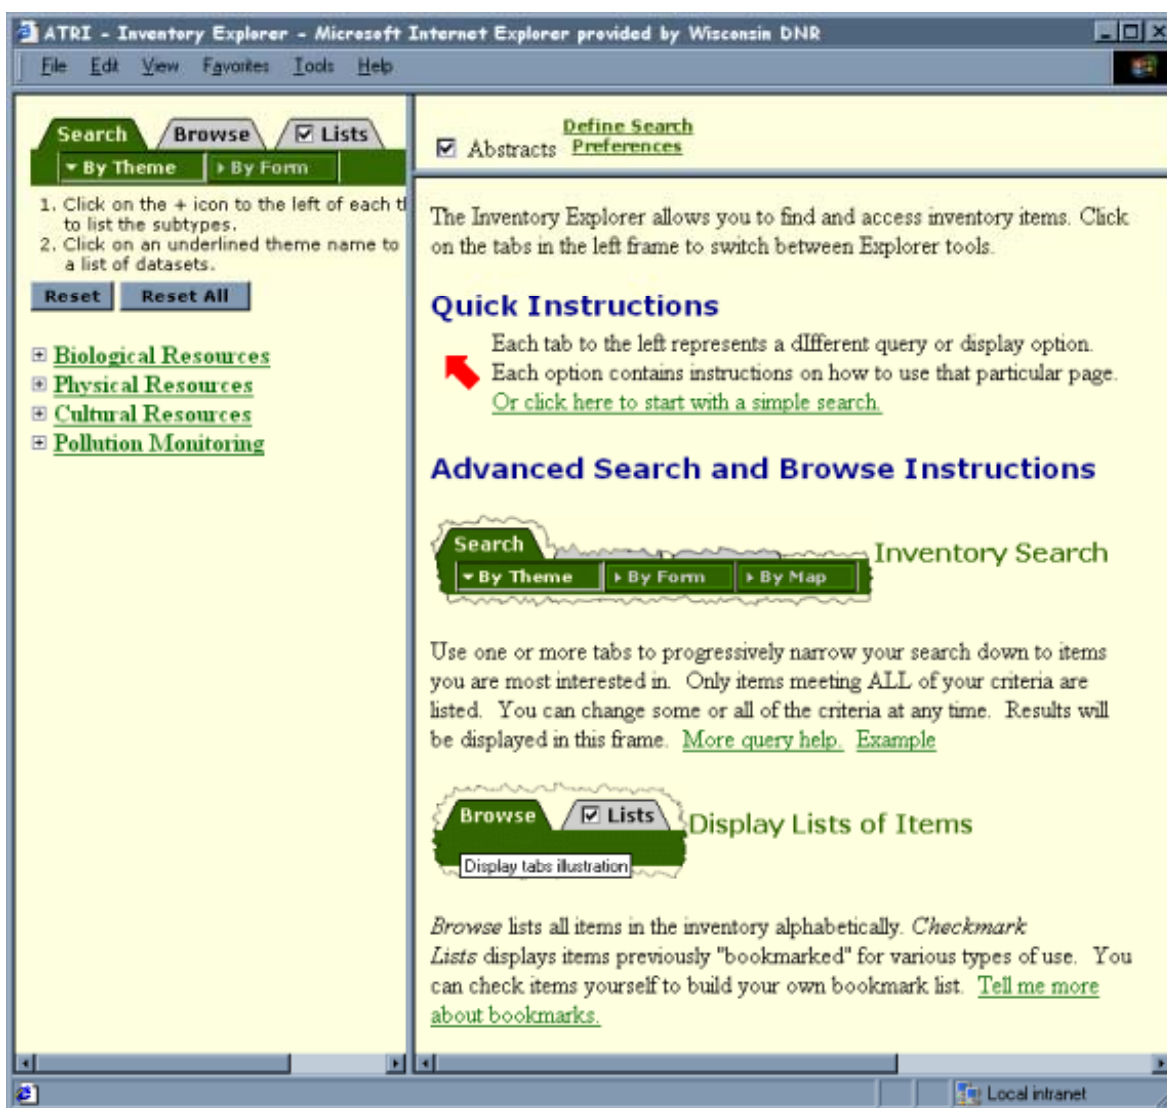 ATRI - Inventory Explorer - Microsoft Internet Explorer provided by Wisconsin DNR
File Edit View Favorites Tools Help
Search Browse Lists
By Theme By Form
1. Click on the + icon to the left of each t
to list the subtypes.
2. Click on an underlined theme name to
a list of datasets.
Reset Reset All
Biological Resources
Physical Resources
Cultural Resources
Pollution Monitoring
Define Search
Abstracts Preferences
The Inventory Explorer allows you to find and access inventory items. Click
on the tabs in the left frame to switch between Explorer tools.
Quick Instructions
Each tab to the left represents a dIfferent query or display option.
Each option contains instructions on how to use that particular page.
Or click here to start with a simple search.
Advanced Search and Browse Instructions
Search
By Theme By Form By Map
Inventory Search
Use one or more tabs to progressively narrow your search down to items
you are most interested in. Only items meeting ALL of your criteria are
listed. You can change some or all of the criteria at any time. Results will
be displayed in this frame. More query help. Example
Browse Lists
Display Lists of Items
Display tabs illustration
Browse lists all items in the inventory alphabetically. Checkmark
Lists displays items previously "bookmarked" for various types of use. You
can check items yourself to build your own bookmark list. Tell me more
about bookmarks.
Local intranet